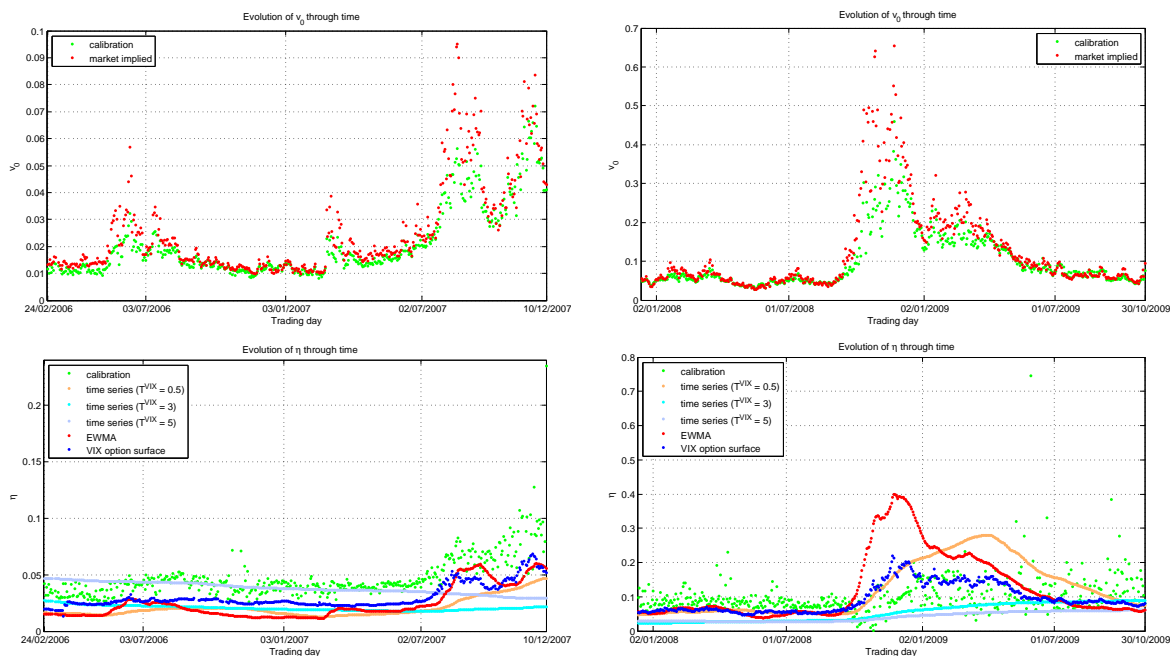 Evolution of v0 through time
calibration
market implied
0.1
0.09
0.08
0.07
0.06
0.05
0.04
0.03
0.02
0.01
0
v0
24/02/2006 03/07/2006 03/01/2007 02/07/2007 10/12/2007
Trading day
Evolution of v0 through time
calibration
market implied
0.7
0.6
0.5
0.4
0.3
0.2
0.1
0
v0
02/01/2008 01/07/2008 02/01/2009 01/07/2009 30/10/2009
Trading day
Evolution of η through time
calibration
time series (T^VIX = 0.5)
time series (T^VIX = 3)
time series (T^VIX = 5)
EWMA
VIX option surface
0.2
0.15
0.1
0.05
0
η
24/02/2006 03/07/2006 03/01/2007 02/07/2007 10/12/2007
Trading day
Evolution of η through time
calibration
time series (T^VIX = 0.5)
time series (T^VIX = 3)
time series (T^VIX = 5)
EWMA
VIX option surface
0.8
0.7
0.6
0.5
0.4
0.3
0.2
0.1
0
η
02/01/2008 01/07/2008 02/01/2009 01/07/2009 30/10/2009
Trading day